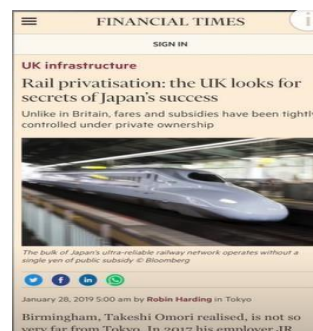 FINANCIAL TIMES
SIGN IN
UK infrastructure
Rail privatisation: the UK looks for
secrets of Japan's success
Unlike in Britain, fares and subsidies have been tightl
controlled under private ownership
The bulk of Japan's ultra-reliable railway network operates without a
single yen of public subsidy © Bloomberg
January 28, 2019 5:00 am by Robin Harding in Tokyo
Birmingham, Takeshi Omori realised, is not so
very far from Tokyo. In 2017 his employer JR